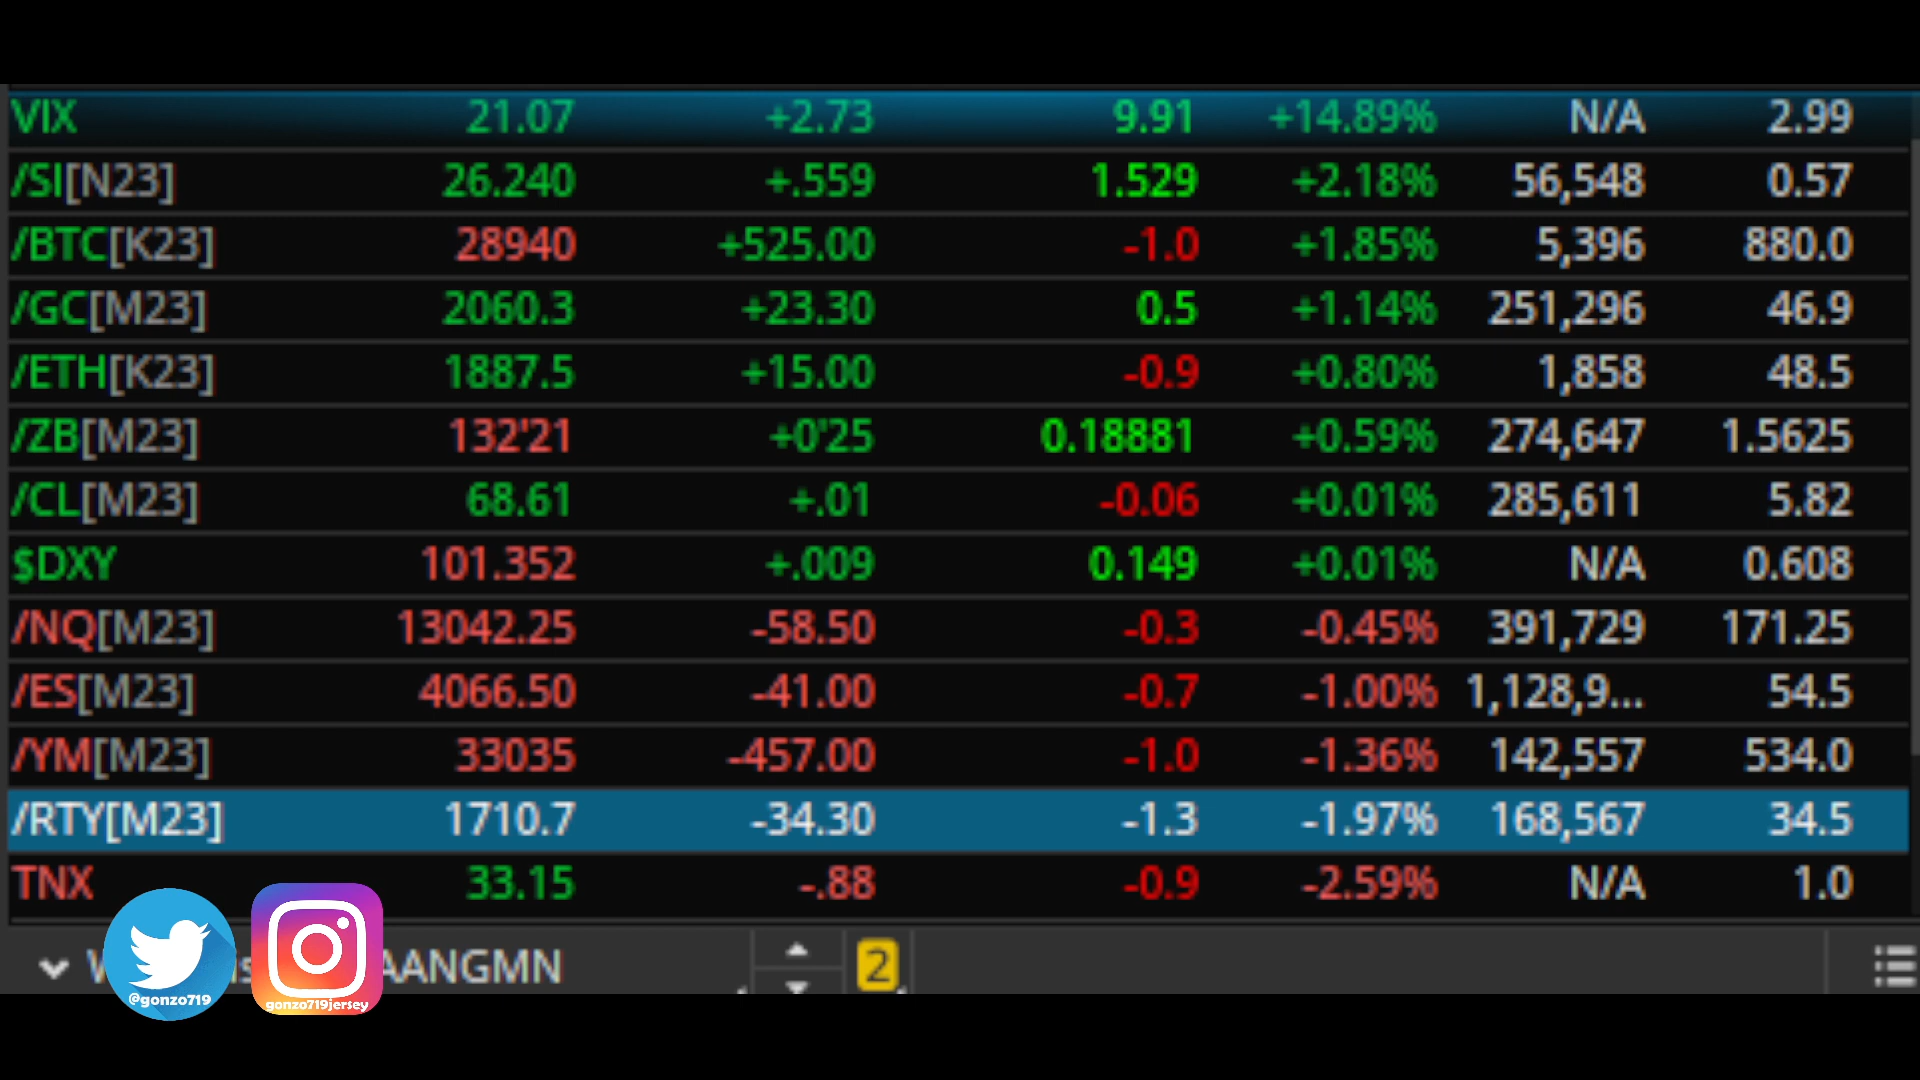 VIX 21.07 +2.73 9.91 +14.89% N/A 2.99
/SI[N23] 26.240 +.559 1.529 +2.18% 56,548 0.57
/BTC[K23] 28940 +525.00 -1.0 +1.85% 5,396 880.0
/GC[M23] 2060.3 +23.30 0.5 +1.14% 251,296 46.9
/ETH[K23] 1887.5 +15.00 -0.9 +0.80% 1,858 48.5
/ZB[M23] 132'21 +0'25 0.18881 +0.59% 274,647 1.5625
/CL[M23] 68.61 +.01 -0.06 +0.01% 285,611 5.82
$DXY 101.352 +.009 0.149 +0.01% N/A 0.608
/NQ[M23] 13042.25 -58.50 -0.3 -0.45% 391,729 171.25
/ES[M23] 4066.50 -41.00 -0.7 -1.00% 1,128,9... 54.5
/YM[M23] 33035 -457.00 -1.0 -1.36% 142,557 534.0
/RTY[M23] 1710.7 -34.30 -1.3 -1.97% 168,567 34.5
TNX 33.15 -.88 -0.9 -2.59% N/A 1.0
AANGMN 2
@gonzo719 gonzo719jersey